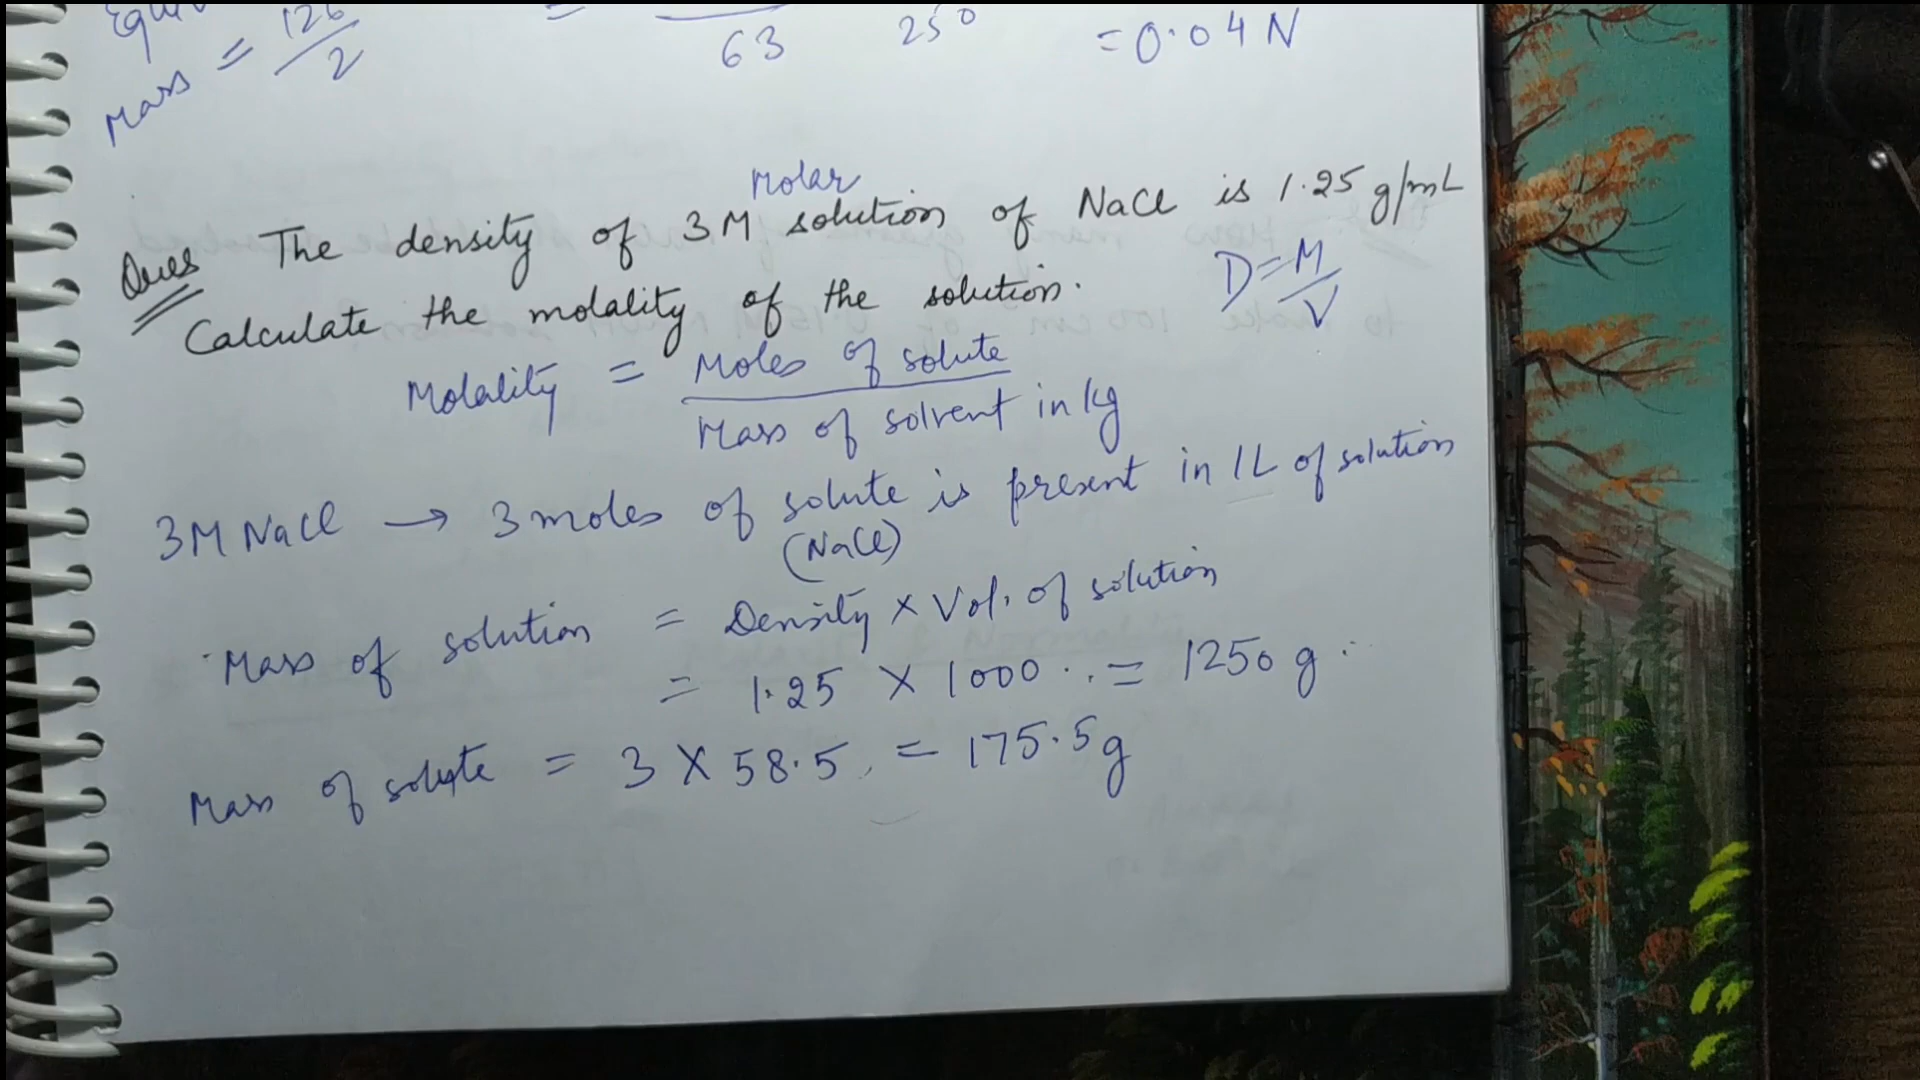 126
Mass = 2 = 63 250 = 0.04 N
Molar
Ques The density of 3M solution of NaCl is 1.25 g/mL
Calculate the molality of the solution. D = M/V
Molality = Moles of solute
Mass of solvent in kg
3M NaCl → 3 moles of solute is present in 1L of solution
(NaCl)
Mass of solution = Density × Vol. of solution
= 1.25 × 1000 = 1250 g
Mass of solute = 3 × 58.5 = 175.5g